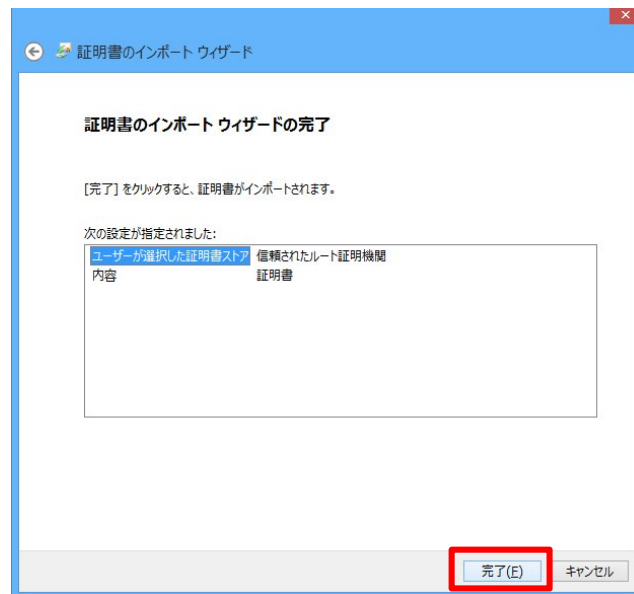 証明書のインポート ウィザード
証明書のインポート ウィザードの完了
[完了] をクリックすると、証明書がインポートされます。
次の設定が指定されました:
ユーザーが選択した証明書ストア 信頼されたルート証明機関
内容 証明書
完了(F) キャンセル